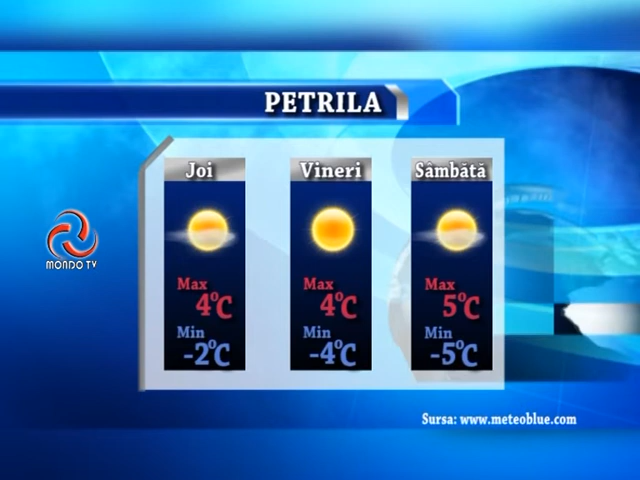 PETRILA
Joi
Vineri
Sâmbătă
Max
4°C
Min
-2°C
Max
4°C
Min
-4°C
Max
5°C
Min
-5°C
MONDO TV
Sursa: www.meteoblue.com